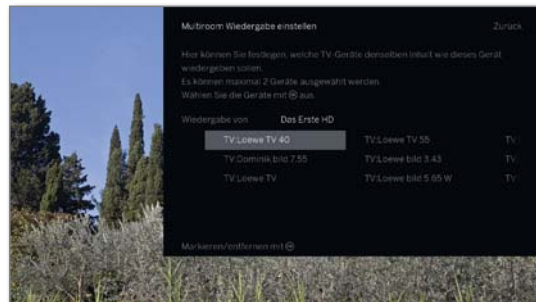 Multiroom Wiedergabe einstellen Zurück
Hier können Sie festlegen, welche TV-Geräte denselben Inhalt wie dieses Gerät
wiedergeben sollen.
Es können maximal 2 Geräte ausgewählt werden.
Wählen Sie die Geräte mit OK aus.
Wiedergabe von Das Erste HD
TV:Loewe TV 40 TV:Loewe TV 55 TV:
TV:Dominik bild 7.55 TV:Loewe bild 3.43 TV:
TV:Loewe TV TV:Loewe bild 5.65 W TV:
Markieren/entfernen mit OK